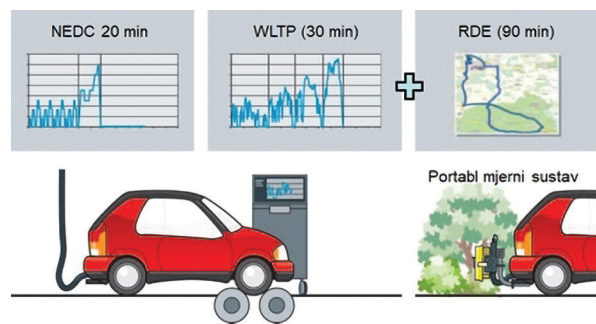 NEDC 20 min
WLTP (30 min)
RDE (90 min)
Portabl mjerni sustav